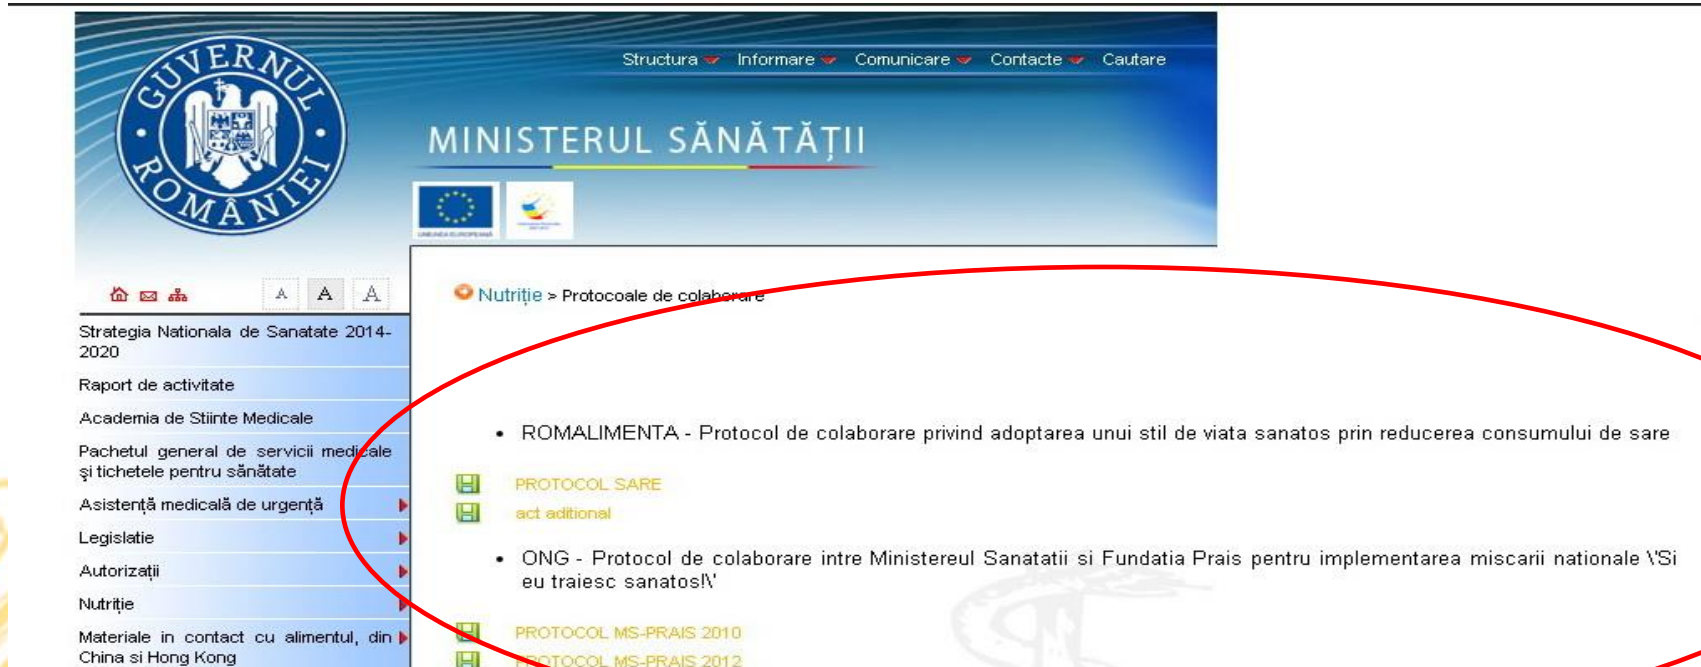 GUVERNUL ROMÂNIEI
Structura Informare Comunicare Contacte Cautare
MINISTERUL SĂNĂTĂȚII
UNIUNEA EUROPEANĂ
A A A
Nutriție > Protocoale de colaborare
Strategia Nationala de Sanatate 2014-
2020
Raport de activitate
Academia de Stiinte Medicale
Pachetul general de servicii medicale
şi tichetele pentru sănătate
Asistenţă medicală de urgenţă
Legislatie
Autorizații
Nutriție
Materiale in contact cu alimentul, din
China si Hong Kong
• ROMALIMENTA - Protocol de colaborare privind adoptarea unui stil de viata sanatos prin reducerea consumului de sare
PROTOCOL SARE
act aditional
• ONG - Protocol de colaborare intre Ministereul Sanatatii si Fundatia Prais pentru implementarea miscarii nationale \'Si
eu traiesc sanatos!\'
PROTOCOL MS-PRAIS 2010
PROTOCOL MS-PRAIS 2012